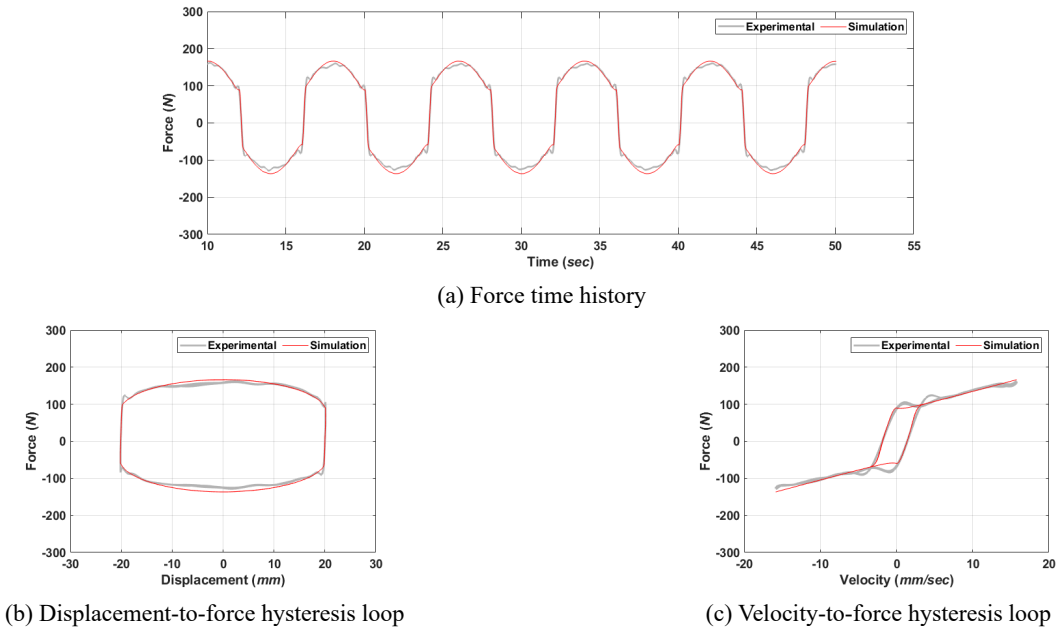 300
Experimental Simulation
200
100
0
-100
-200
-300
Force (N)
10 15 20 25 30 35 40 45 50 55
Time (sec)
(a) Force time history
300
Experimental Simulation
200
100
0
-100
-200
-300
Force (N)
-30 -20 -10 0 10 20 30
Displacement (mm)
(b) Displacement-to-force hysteresis loop
300
Experimental Simulation
200
100
0
-100
-200
-300
Force (N)
-20 -10 0 10 20
Velocity (mm/sec)
(c) Velocity-to-force hysteresis loop